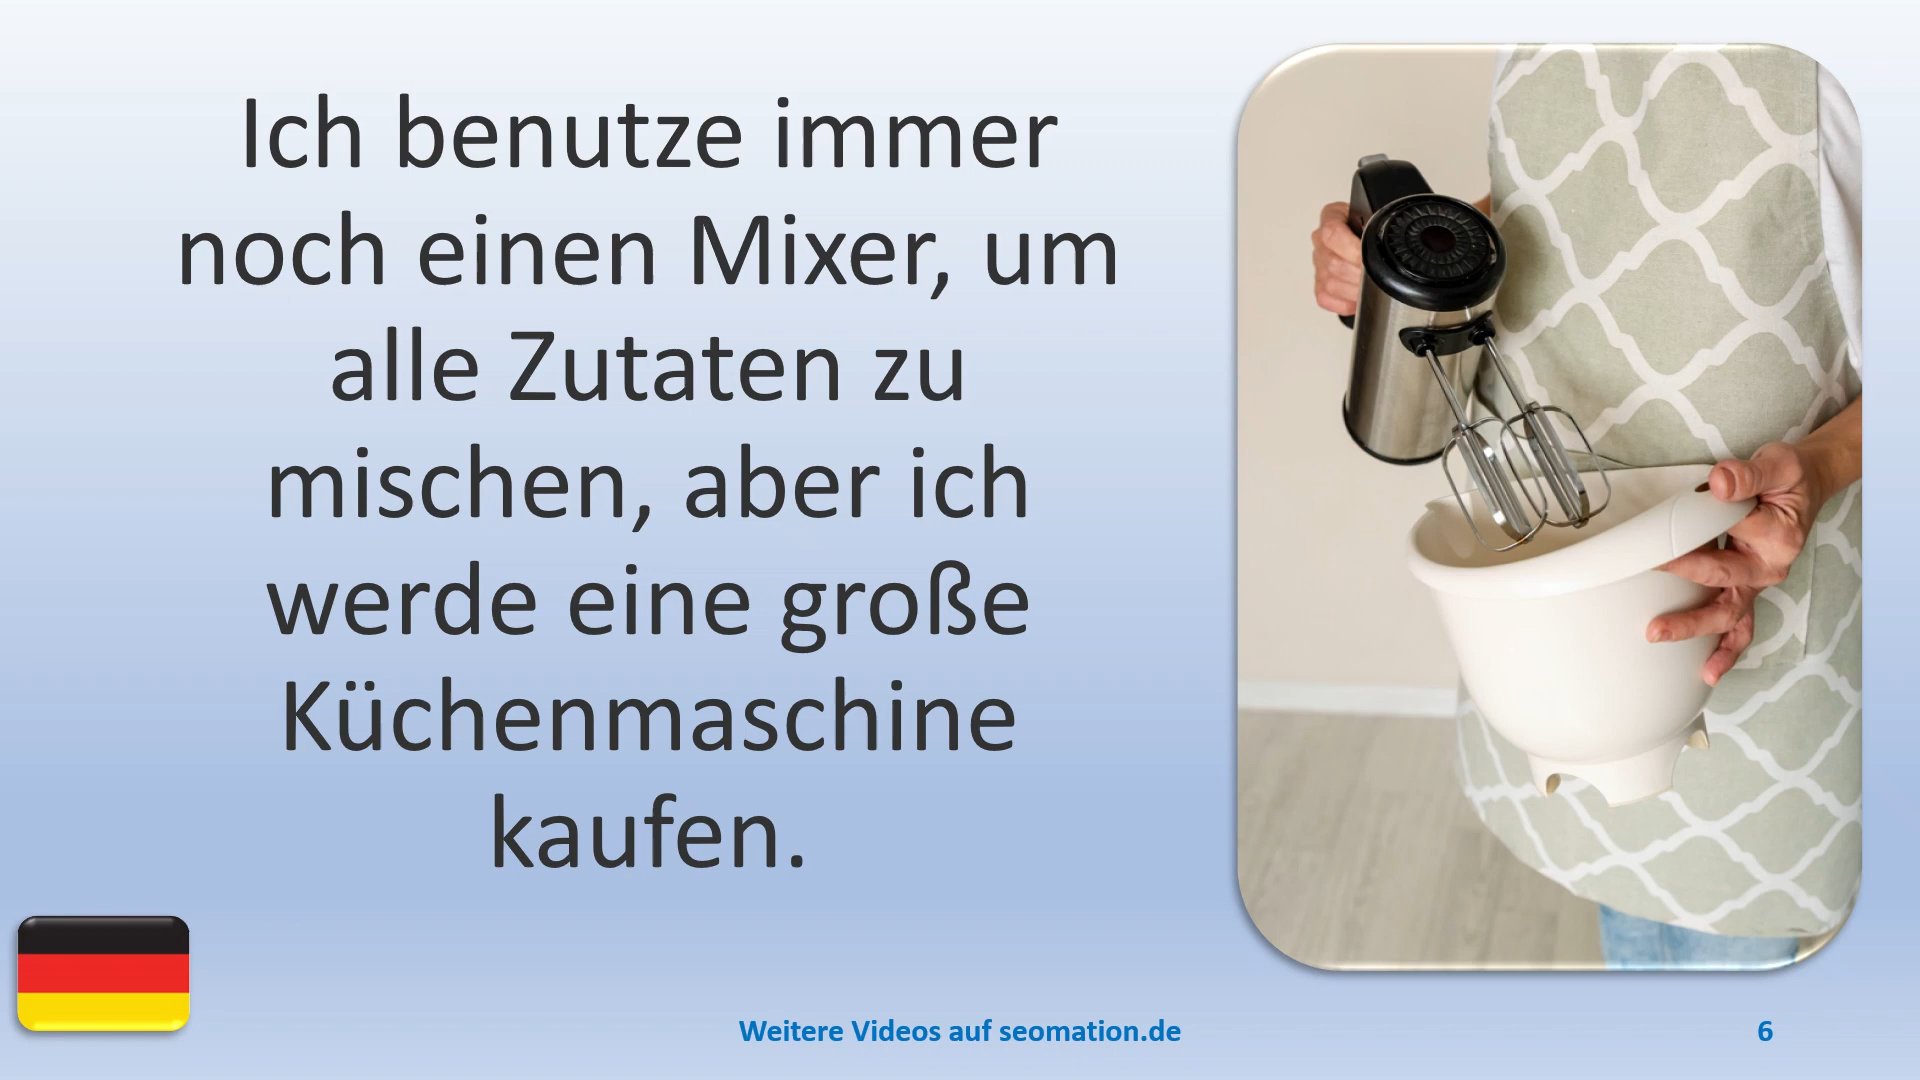 Ich benutze immer
noch einen Mixer, um
alle Zutaten zu
mischen, aber ich
werde eine große
Küchenmaschine
kaufen.
Weitere Videos auf seomation.de
6